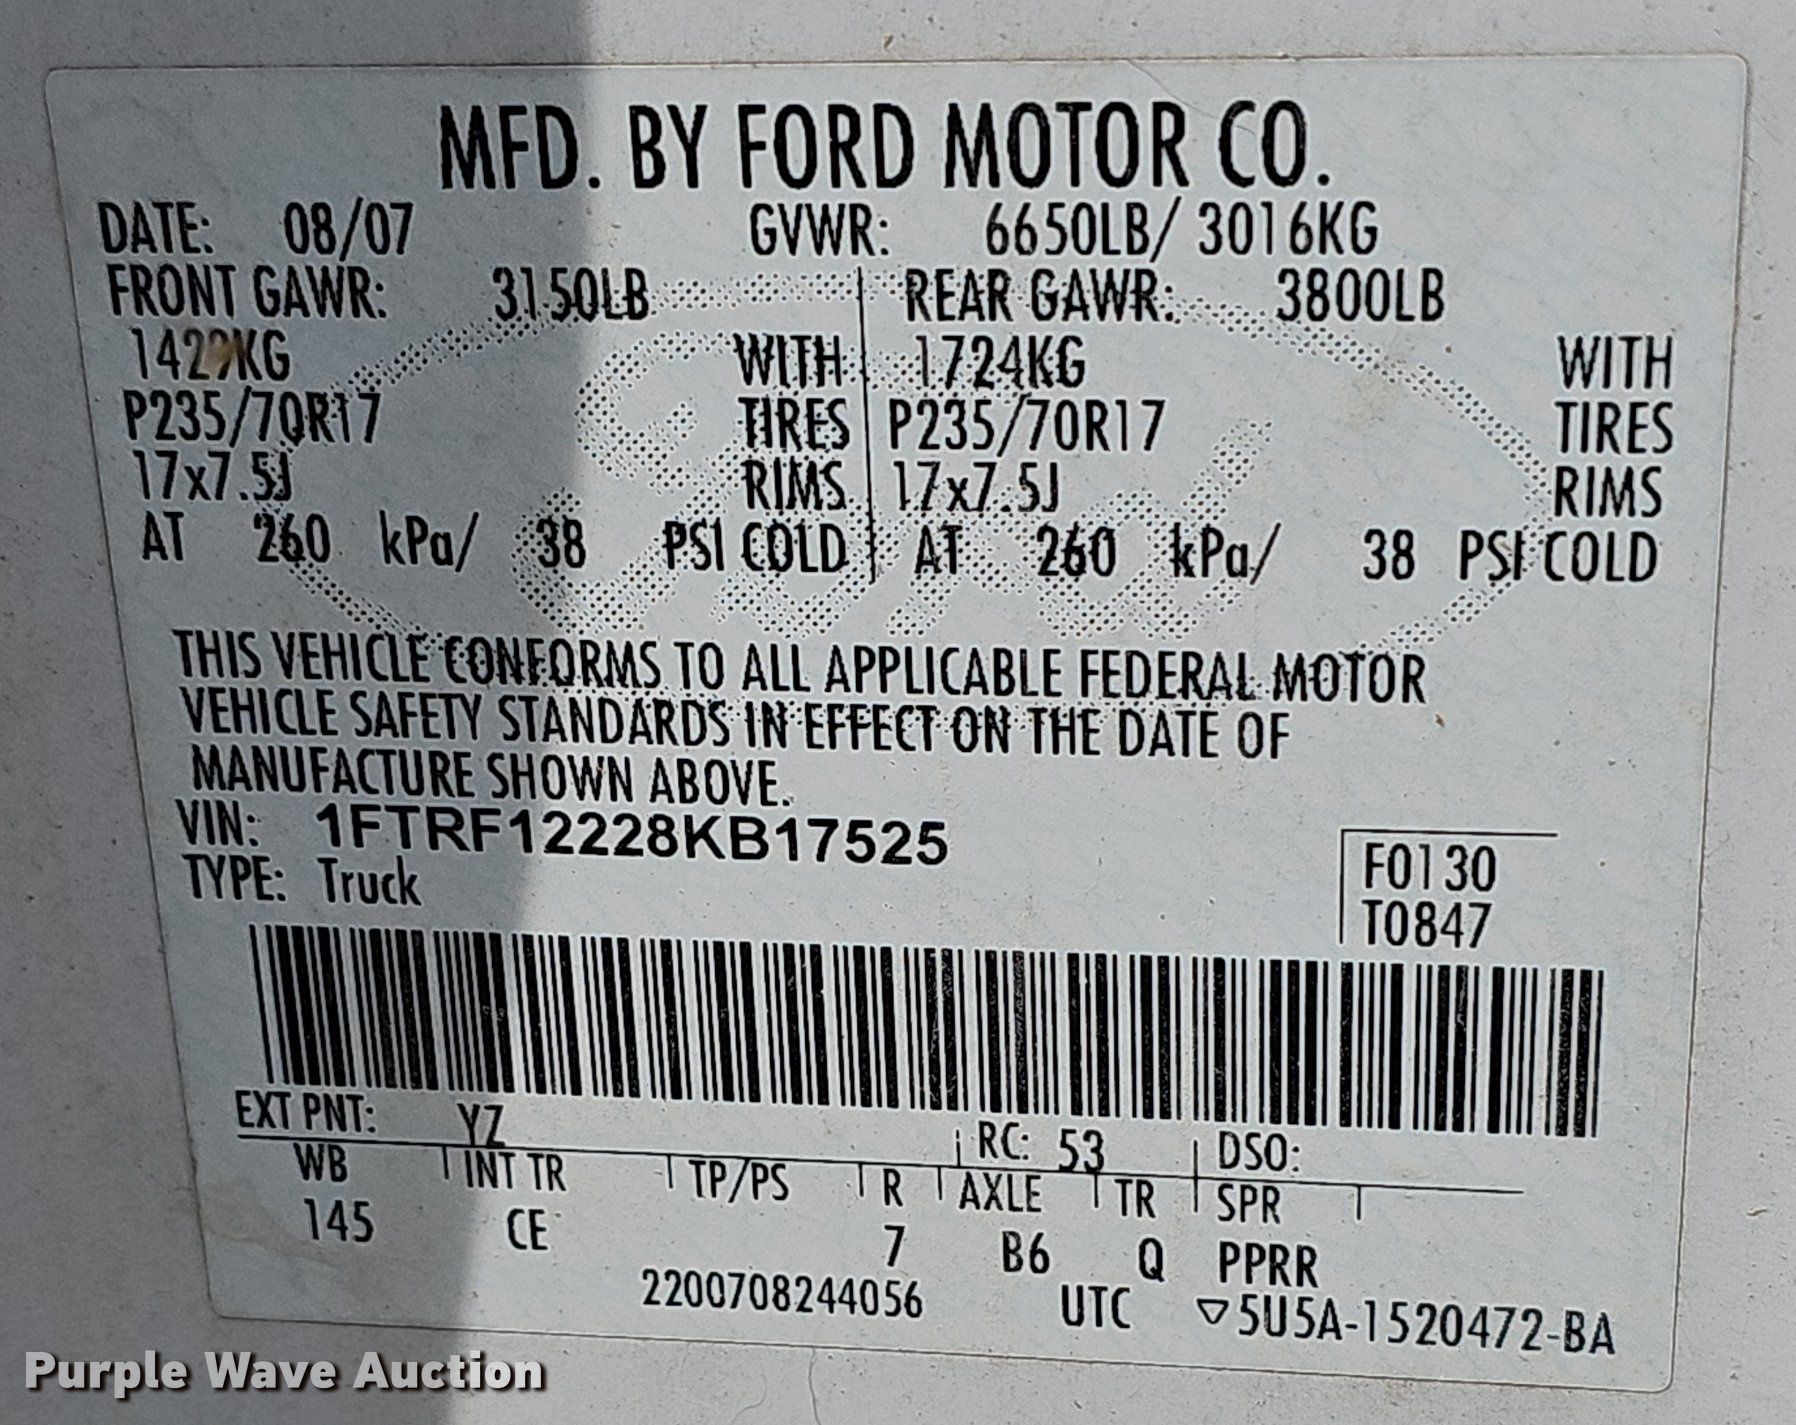 MFD. BY FORD MOTOR CO.
DATE: 08/07 GVWR: 6650LB/ 3016KG
FRONT GAWR: 3150LB REAR GAWR: 3800LB
WITH 1724KG WITH
P235/70R17 TIRES P235/70R17 TIRES
17x7.5J RIMS 17x7.5J RIMS
AT 260 kPa/ 38 PSI COLD AT 260 kPa/ 38 PSI COLD
THIS VEHICLE CONFORMS TO ALL APPLICABLE FEDERAL MOTOR
VEHICLE SAFETY STANDARDS IN EFFECT ON THE DATE OF
MANUFACTURE SHOWN ABOVE.
VIN: 1FTRF12228KB17525
TYPE: Truck
F0130
T0847
EXT PNT: YZ RC: 53 DSO:
WB INT TR TP/PS R AXLE TR SPR
145 CE 7 B6 Q PPRR
2200708244056 UTC ▽5U5A-1520472-BA
Ford
Purple Wave Auction